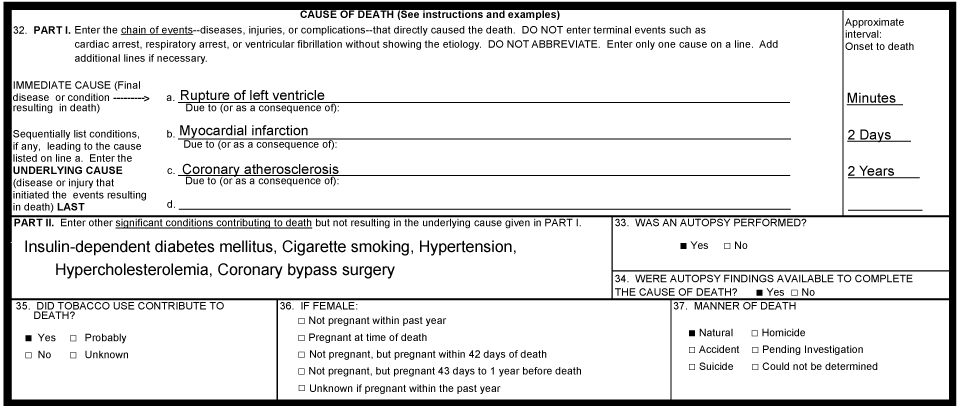 CAUSE OF DEATH (See instructions and examples)
32. PART I. Enter the chain of events--diseases, injuries, or complications--that directly caused the death. DO NOT enter terminal events such as
cardiac arrest, respiratory arrest, or ventricular fibrillation without showing the etiology. DO NOT ABBREVIATE. Enter only one cause on a line. Add
additional lines if necessary.
Approximate
interval:
Onset to death
IMMEDIATE CAUSE (Final
disease or condition --------->
resulting in death)
a. Rupture of left ventricle
Due to (or as a consequence of):
Minutes
Sequentially list conditions,
if any, leading to the cause
listed on line a. Enter the
UNDERLYING CAUSE
(disease or injury that
initiated the events resulting
in death) LAST
b. Myocardial infarction
Due to (or as a consequence of):
2 Days
c. Coronary atherosclerosis
Due to (or as a consequence of):
2 Years
d.
PART II. Enter other significant conditions contributing to death but not resulting in the underlying cause given in PART I.
Insulin-dependent diabetes mellitus, Cigarette smoking, Hypertension,
Hypercholesterolemia, Coronary bypass surgery
33. WAS AN AUTOPSY PERFORMED?
■ Yes □ No
34. WERE AUTOPSY FINDINGS AVAILABLE TO COMPLETE
THE CAUSE OF DEATH? ■ Yes □ No
35. DID TOBACCO USE CONTRIBUTE TO
DEATH?
■ Yes □ Probably
□ No □ Unknown
36. IF FEMALE:
□ Not pregnant within past year
□ Pregnant at time of death
□ Not pregnant, but pregnant within 42 days of death
□ Not pregnant, but pregnant 43 days to 1 year before death
□ Unknown if pregnant within the past year
37. MANNER OF DEATH
■ Natural □ Homicide
□ Accident □ Pending Investigation
□ Suicide □ Could not be determined